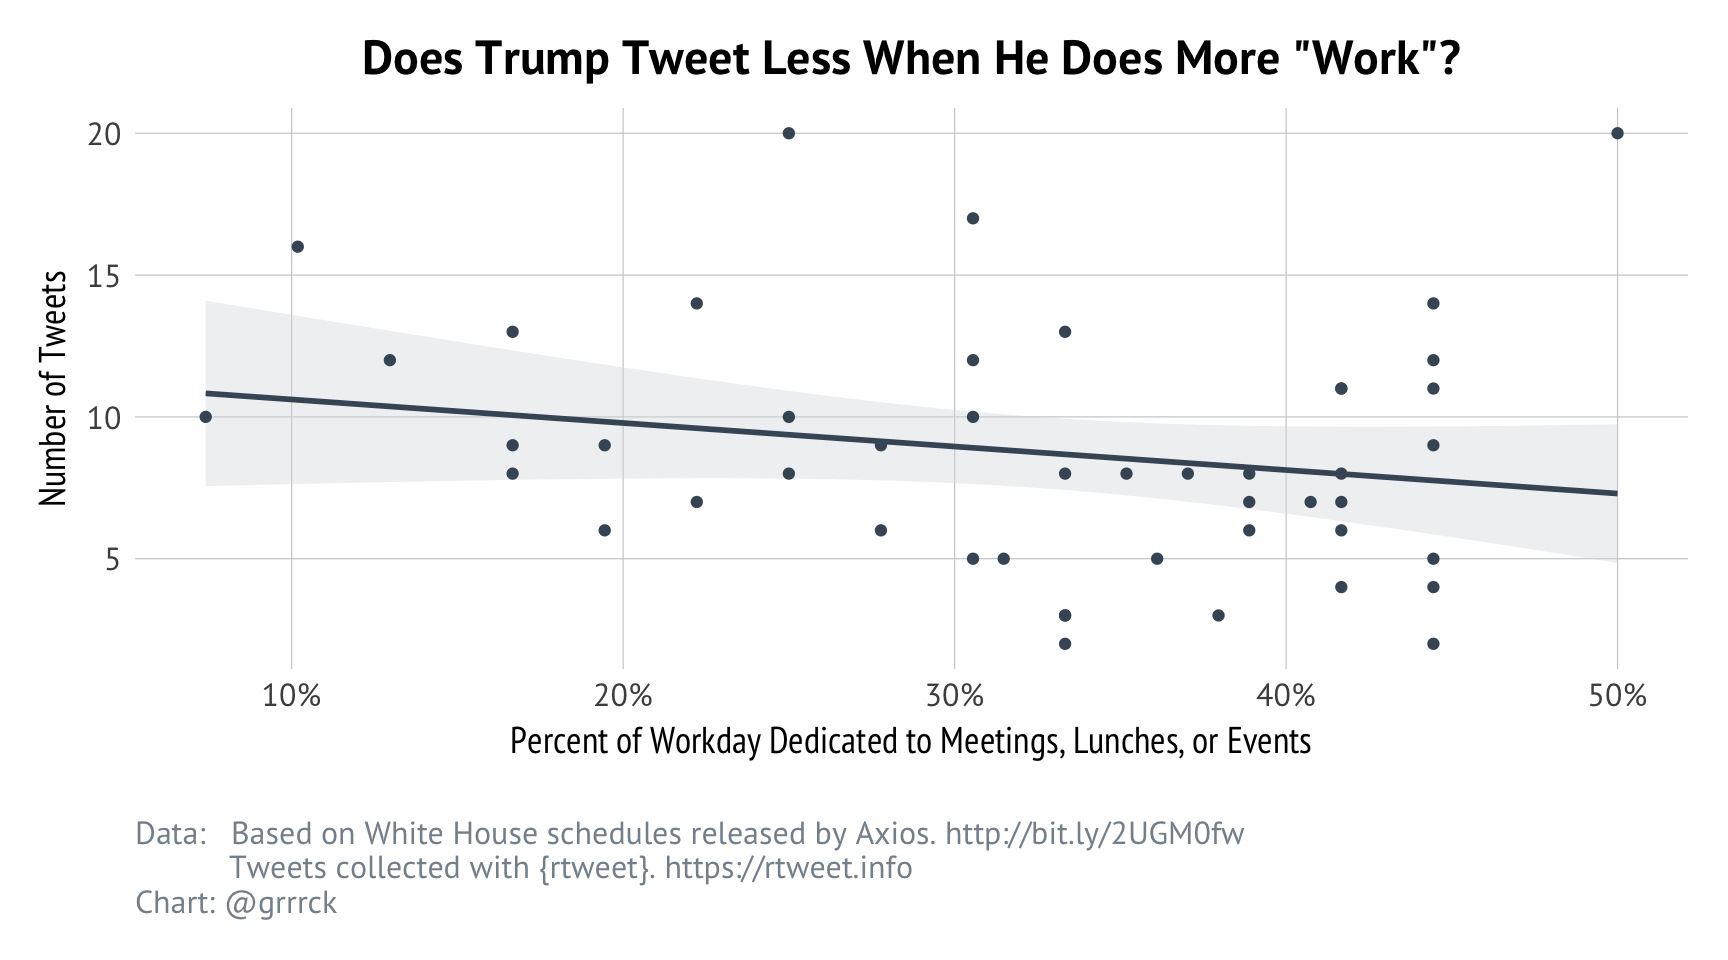 Does Trump Tweet Less When He Does More "Work"?
Number of Tweets
20
15
10
5
10% 20% 30% 40% 50%
Percent of Workday Dedicated to Meetings, Lunches, or Events
Data: Based on White House schedules released by Axios. http://bit.ly/2UGM0fw
Tweets collected with {rtweet}. https://rtweet.info
Chart: @grrrck